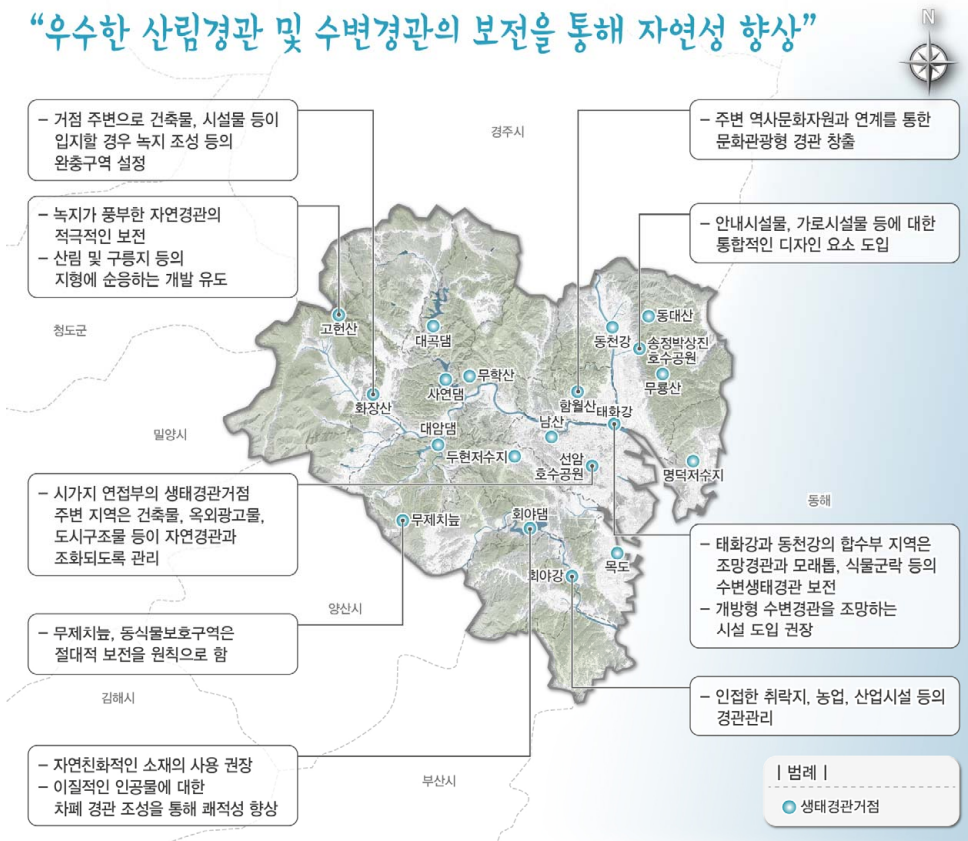 “우수한 산림경관 및 수변경관의 보전을 통해 자연성 향상”
N
– 거점 주변으로 건축물, 시설물 등이
입지할 경우 녹지 조성 등의
완충구역 설정
– 녹지가 풍부한 자연경관의
적극적인 보전
– 산림 및 구릉지 등의
지형에 순응하는 개발 유도
– 시가지 연접부의 생태경관거점
주변 지역은 건축물, 옥외광고물,
도시구조물 등이 자연경관과
조화되도록 관리
– 무제치늪, 동식물보호구역은
절대적 보전을 원칙으로 함
– 자연친화적인 소재의 사용 권장
– 이질적인 인공물에 대한
차폐 경관 조성을 통해 쾌적성 향상
경주시
청도군
밀양시
양산시
김해시
부산시
동해
고헌산
대곡댐
동천강
동대산
송정박상진
호수공원
무룡산
사연댐
무학산
화장산
함월산
태화강
대암댐
남산
두현저수지
선암
호수공원
명덕저수지
무제치늪
회야댐
회야강
목도
– 주변 역사문화자원과 연계를 통한
문화관광형 경관 창출
– 안내시설물, 가로시설물 등에 대한
통합적인 디자인 요소 도입
– 태화강과 동천강의 합수부 지역은
조망경관과 모래톱, 식물군락 등의
수변생태경관 보전
– 개방형 수변경관을 조망하는
시설 도입 권장
– 인접한 취락지, 농업, 산업시설 등의
경관관리
| 범례 |
생태경관거점